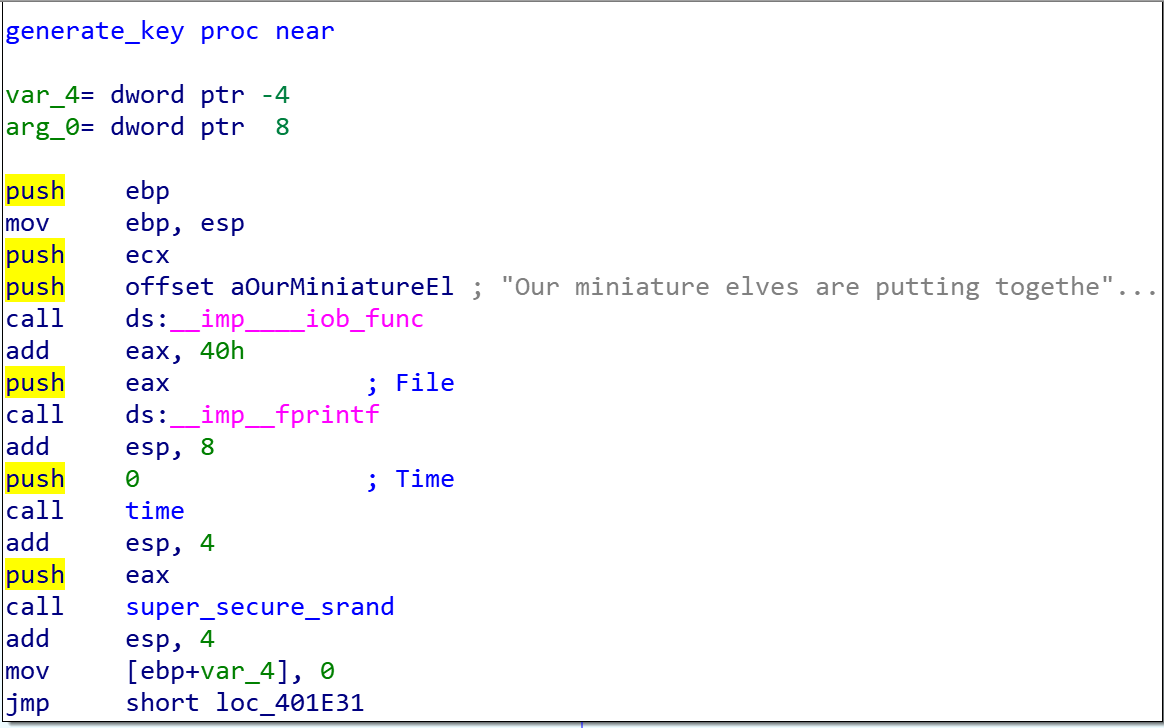 generate_key proc near
var_4= dword ptr -4
arg_0= dword ptr  8
push    ebp
mov     ebp, esp
push    ecx
push    offset aOurMiniatureEl ; "Our miniature elves are putting togethe"...
call    ds:__imp____iob_func
add     eax, 40h
push    eax             ; File
call    ds:__imp__fprintf
add     esp, 8
push    0               ; Time
call    time
add     esp, 4
push    eax
call    super_secure_srand
add     esp, 4
mov     [ebp+var_4], 0
jmp     short loc_401E31